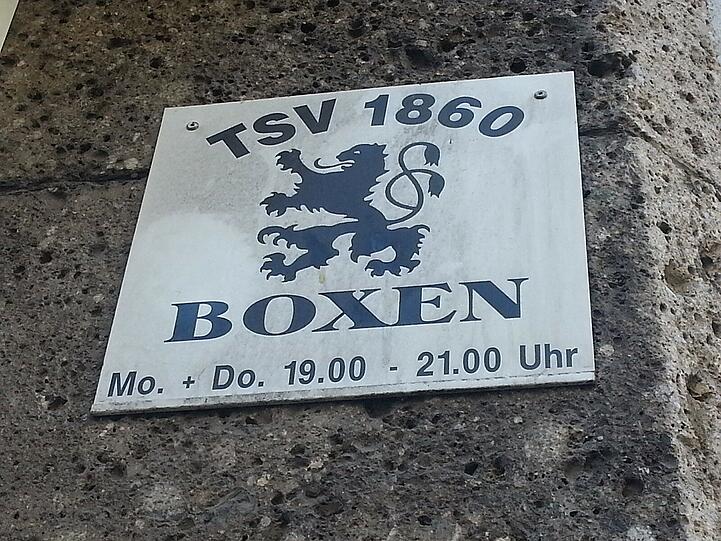 TSV 1860
BOXEN
Mo. + Do. 19.00 - 21.00 Uhr